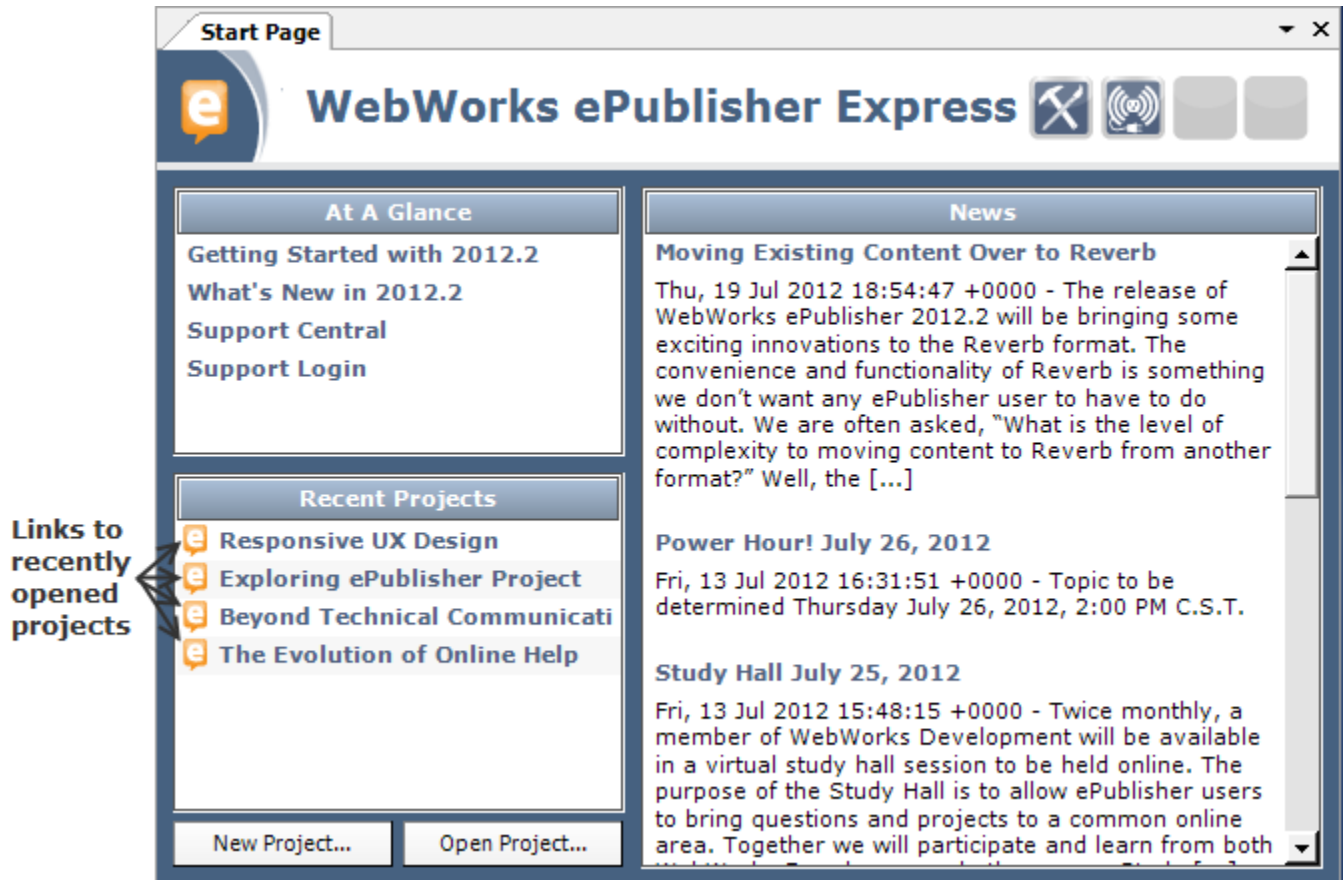 Start Page
e
WebWorks ePublisher Express
At A Glance
Getting Started with 2012.2
What's New in 2012.2
Support Central
Support Login
Links to
recently
opened
projects
Recent Projects
e Responsive UX Design
e Exploring ePublisher Project
e Beyond Technical Communicati
e The Evolution of Online Help
New Project...
Open Project...
News
Moving Existing Content Over to Reverb
Thu, 19 Jul 2012 18:54:47 +0000 - The release of
WebWorks ePublisher 2012.2 will be bringing some
exciting innovations to the Reverb format. The
convenience and functionality of Reverb is something
we don’t want any ePublisher user to have to do
without. We are often asked, “What is the level of
complexity to moving content to Reverb from another
format?” Well, the [...]
Power Hour! July 26, 2012
Fri, 13 Jul 2012 16:31:51 +0000 - Topic to be
determined Thursday July 26, 2012, 2:00 PM C.S.T.
Study Hall July 25, 2012
Fri, 13 Jul 2012 15:48:15 +0000 - Twice monthly, a
member of WebWorks Development will be available
in a virtual study hall session to be held online. The
purpose of the Study Hall is to allow ePublisher users
to bring questions and projects to a common online
area. Together we will participate and learn from both